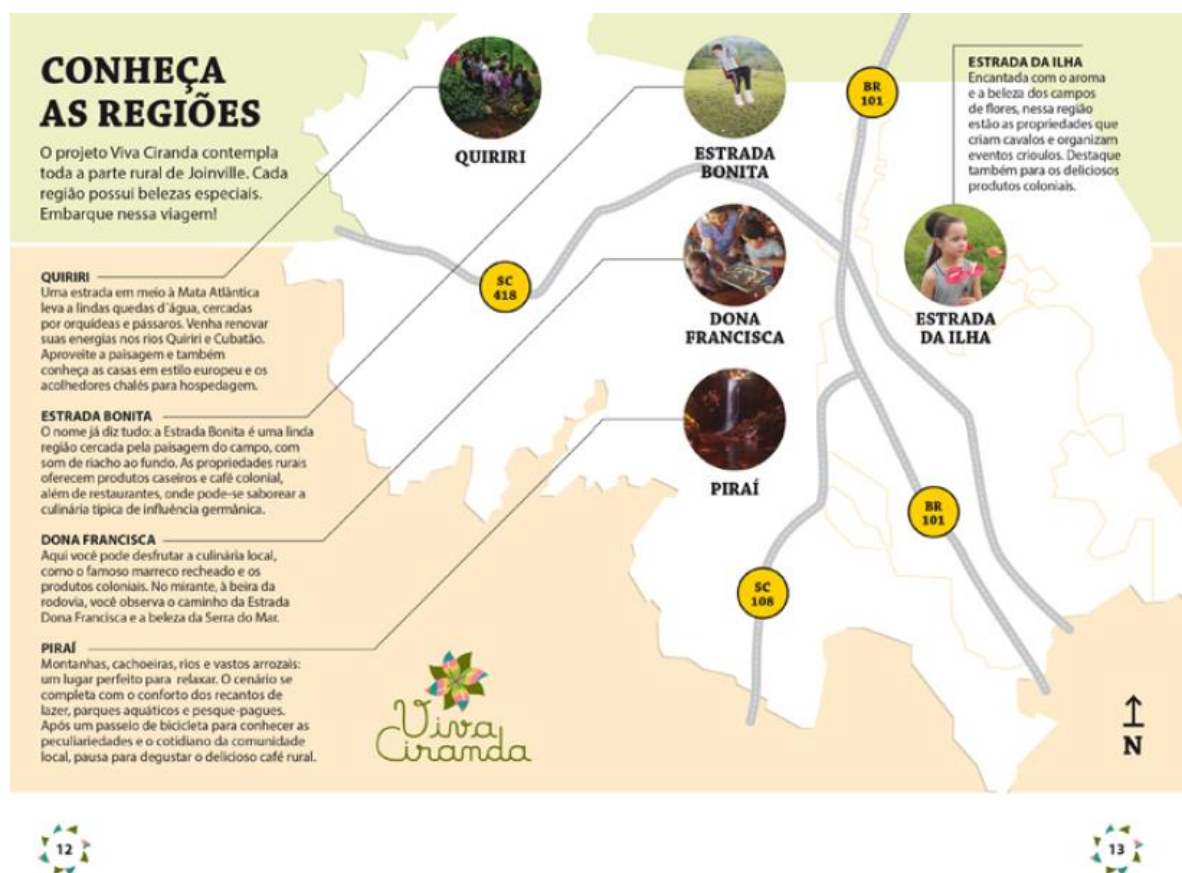 CONHEÇA
AS REGIÕES
O projeto Viva Ciranda contempla
toda a parte rural de Joinville. Cada
região possui belezas especiais.
Embarque nessa viagem!
QUIRIRI
Uma estrada em meio à Mata Atlântica
leva a lindas quedas d´água, cercadas
por orquídeas e pássaros. Venha renovar
suas energias nos rios Quiriri e Cubatão.
Aproveite a paisagem e também
conheça as casas em estilo europeu e os
acolhedores chalés para hospedagem.
ESTRADA BONITA
O nome já diz tudo: a Estrada Bonita é uma linda
região cercada pela paisagem do campo, com
som de riacho ao fundo. As propriedades rurais
oferecem produtos caseiros e café colonial,
além de restaurantes, onde pode-se saborear a
culinária típica de influência germânica.
DONA FRANCISCA
Aqui você pode desfrutar a culinária local,
como o famoso marreco recheado e os
produtos coloniais. No mirante, à beira da
rodovia, você observa o caminho da Estrada
Dona Francisca e a beleza da Serra do Mar.
PIRAÍ
Montanhas, cachoeiras, rios e vastos arrozais:
um lugar perfeito para relaxar. O cenário se
completa com o conforto dos recantos de
lazer, parques aquáticos e pesque-pagues.
Após um passeio de bicicleta para conhecer as
peculiariedades e o cotidiano da comunidade
local, pausa para degustar o delicioso café rural.
QUIRIRI
ESTRADA
BONITA
DONA
FRANCISCA
PIRAÍ
ESTRADA
DA ILHA
ESTRADA DA ILHA
Encantada com o aroma
e a beleza dos campos
de flores, nessa região
estão as propriedades que
criam cavalos e organizam
eventos crioulos. Destaque
também para os deliciosos
produtos coloniais.
BR
101
SC
418
BR
101
SC
108
Viva
Ciranda
N
12
13